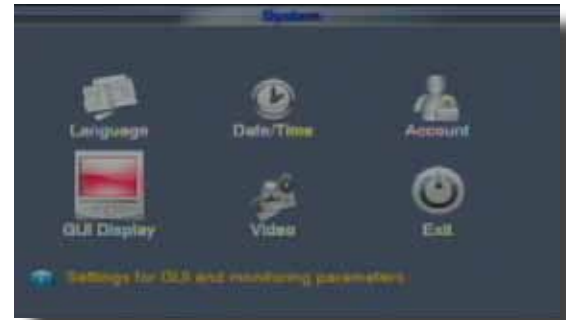 System
Language Date/Time Account
GUI Display Video Exit
Settings for GUI and monitoring parameters